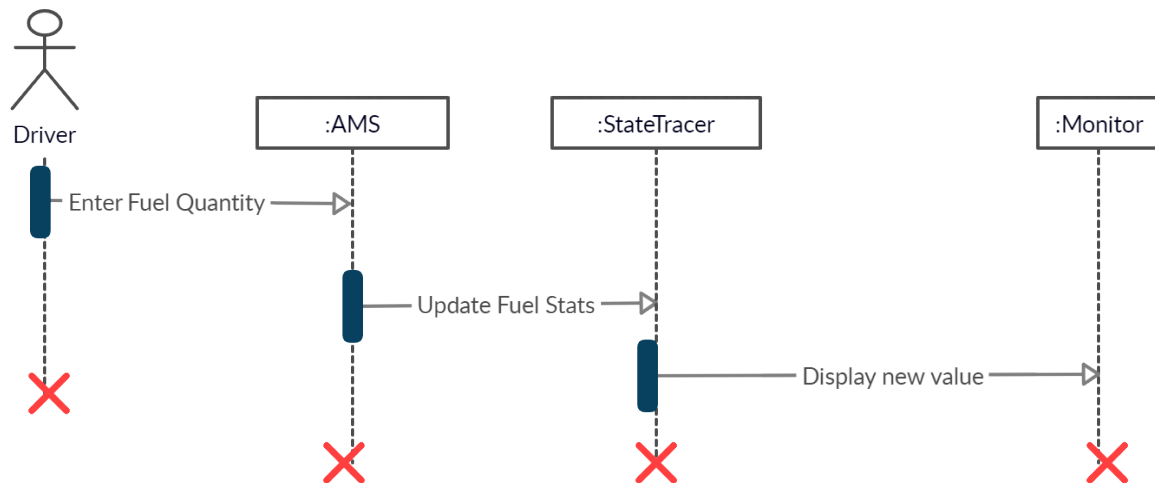 Driver
:AMS
:StateTracer
:Monitor
Enter Fuel Quantity
Update Fuel Stats
Display new value